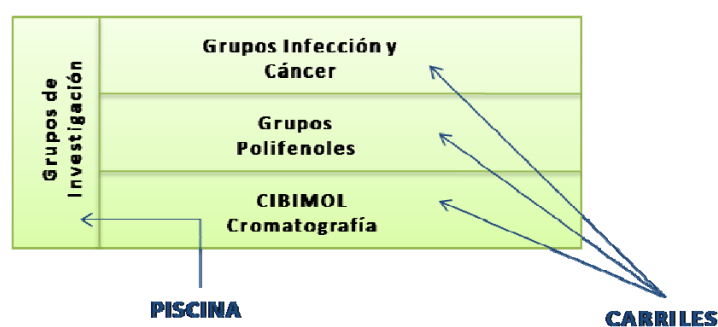 Grupos de
Investigación
Grupos Infección y
Cáncer
Grupos
Polifenoles
CIBIMOL
Cromatografía
PISCINA
CARRILES